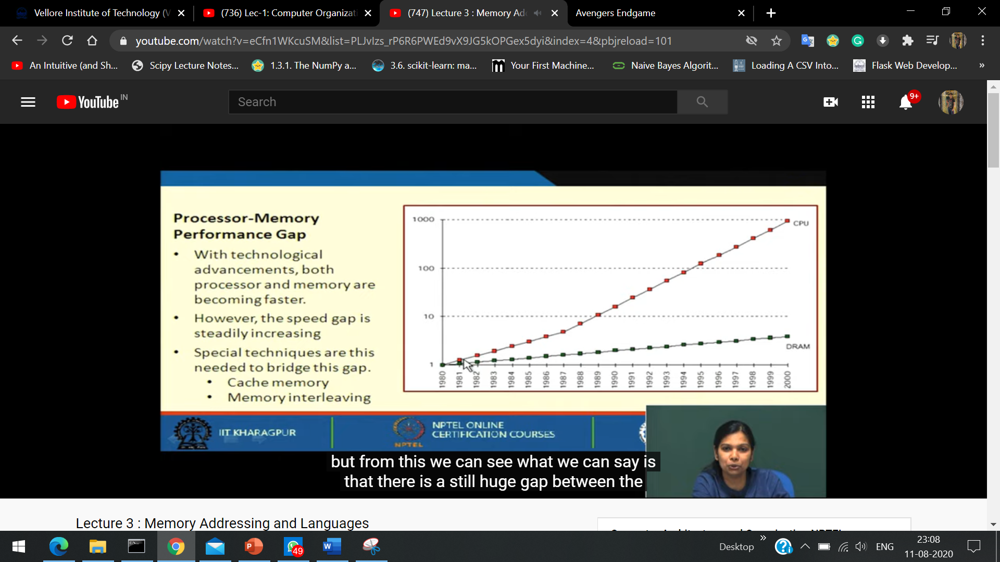 Vellore Institute of Technology (V
(736) Lec-1: Computer Organizati
(747) Lecture 3 : Memory Ad
Avengers Endgame
youtube.com/watch?v=eCfn1WKcuSM&list=PLJvIzs_rP6R6PWEd9vX9JG5kOPGex5dyi&index=4&pbjreload=101
An Intuitive (and Sh...
Scipy Lecture Notes...
1.3.1. The NumPy a...
3.6. scikit-learn: ma...
Your First Machine...
Naive Bayes Algorit...
Loading A CSV Into...
Flask Web Develop...
»
YouTube IN
Search
9+
Processor-Memory
Performance Gap
• With technological
advancements, both
processor and memory are
becoming faster.
• However, the speed gap is
steadily increasing
• Special techniques are this
needed to bridge this gap.
• Cache memory
• Memory interleaving
1000
100
10
1
CPU
DRAM
1980
1981
1982
1983
1984
1985
1986
1987
1988
1989
1990
1991
1992
1993
1994
1995
1996
1997
1998
1999
2000
IIT KHARAGPUR
NPTEL
NPTEL ONLINE
CERTIFICATION COURSES
but from this we can see what we can say is
that there is a still huge gap between the
Lecture 3 : Memory Addressing and Languages
49
Desktop
»
ENG
23:08
11-08-2020